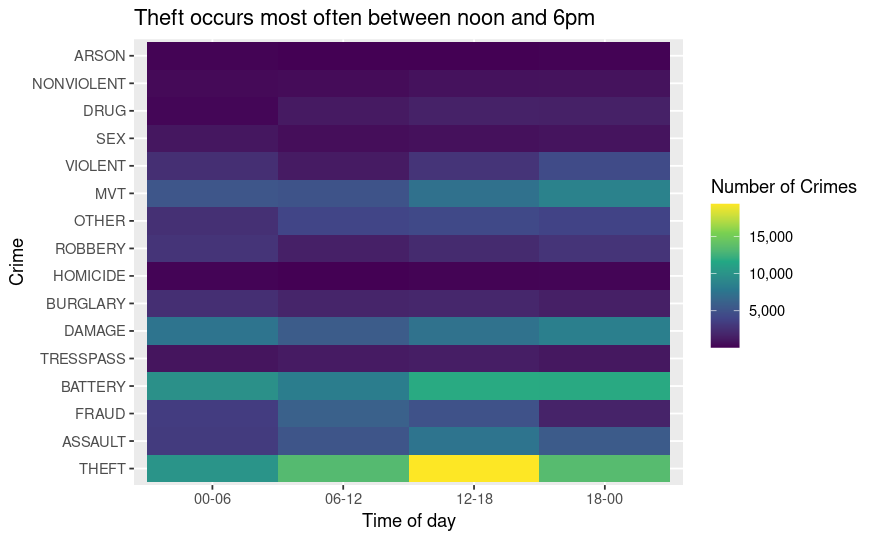 Theft occurs most often between noon and 6pm
Crime
ARSON
NONVIOLENT
DRUG
SEX
VIOLENT
MVT
OTHER
ROBBERY
HOMICIDE
BURGLARY
DAMAGE
TRESSPASS
BATTERY
FRAUD
ASSAULT
THEFT
00-06 06-12 12-18 18-00
Time of day
Number of Crimes
15,000
10,000
5,000